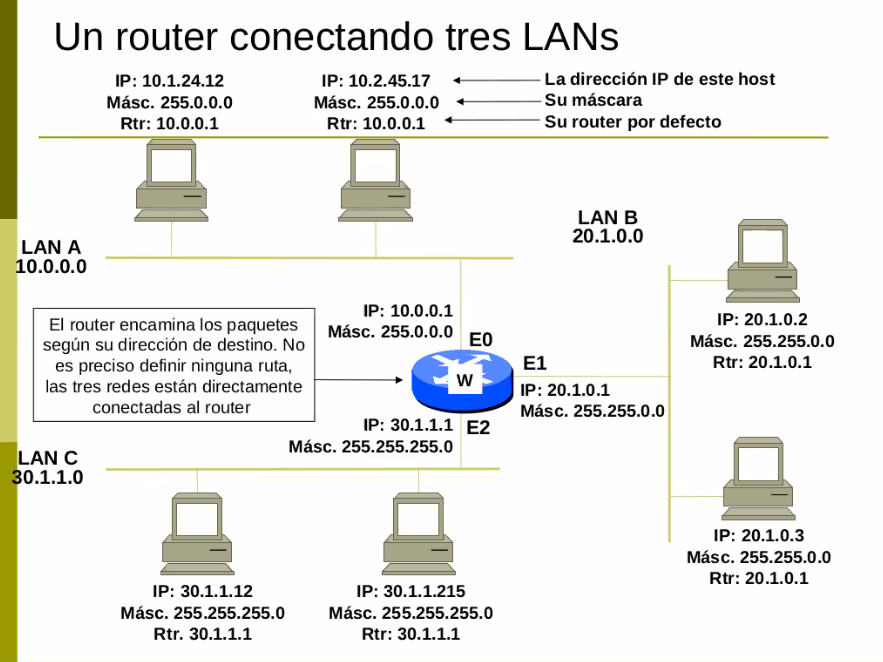 Un router conectando tres LANs
IP: 10.1.24.12
Másc. 255.0.0.0
Rtr: 10.0.0.1
IP: 10.2.45.17
Másc. 255.0.0.0
Rtr: 10.0.0.1
La dirección IP de este host
Su máscara
Su router por defecto
LAN A
10.0.0.0
LAN B
20.1.0.0
IP: 20.1.0.2
Másc. 255.255.0.0
Rtr: 20.1.0.1
El router encamina los paquetes
según su dirección de destino. No
es preciso definir ninguna ruta,
las tres redes están directamente
conectadas al router
IP: 10.0.0.1
Másc. 255.0.0.0
E0
W
E1
IP: 20.1.0.1
Másc. 255.255.0.0
IP: 30.1.1.1
Másc. 255.255.255.0
E2
LAN C
30.1.1.0
IP: 20.1.0.3
Másc. 255.255.0.0
Rtr: 20.1.0.1
IP: 30.1.1.12
Másc. 255.255.255.0
Rtr. 30.1.1.1
IP: 30.1.1.215
Másc. 255.255.255.0
Rtr: 30.1.1.1